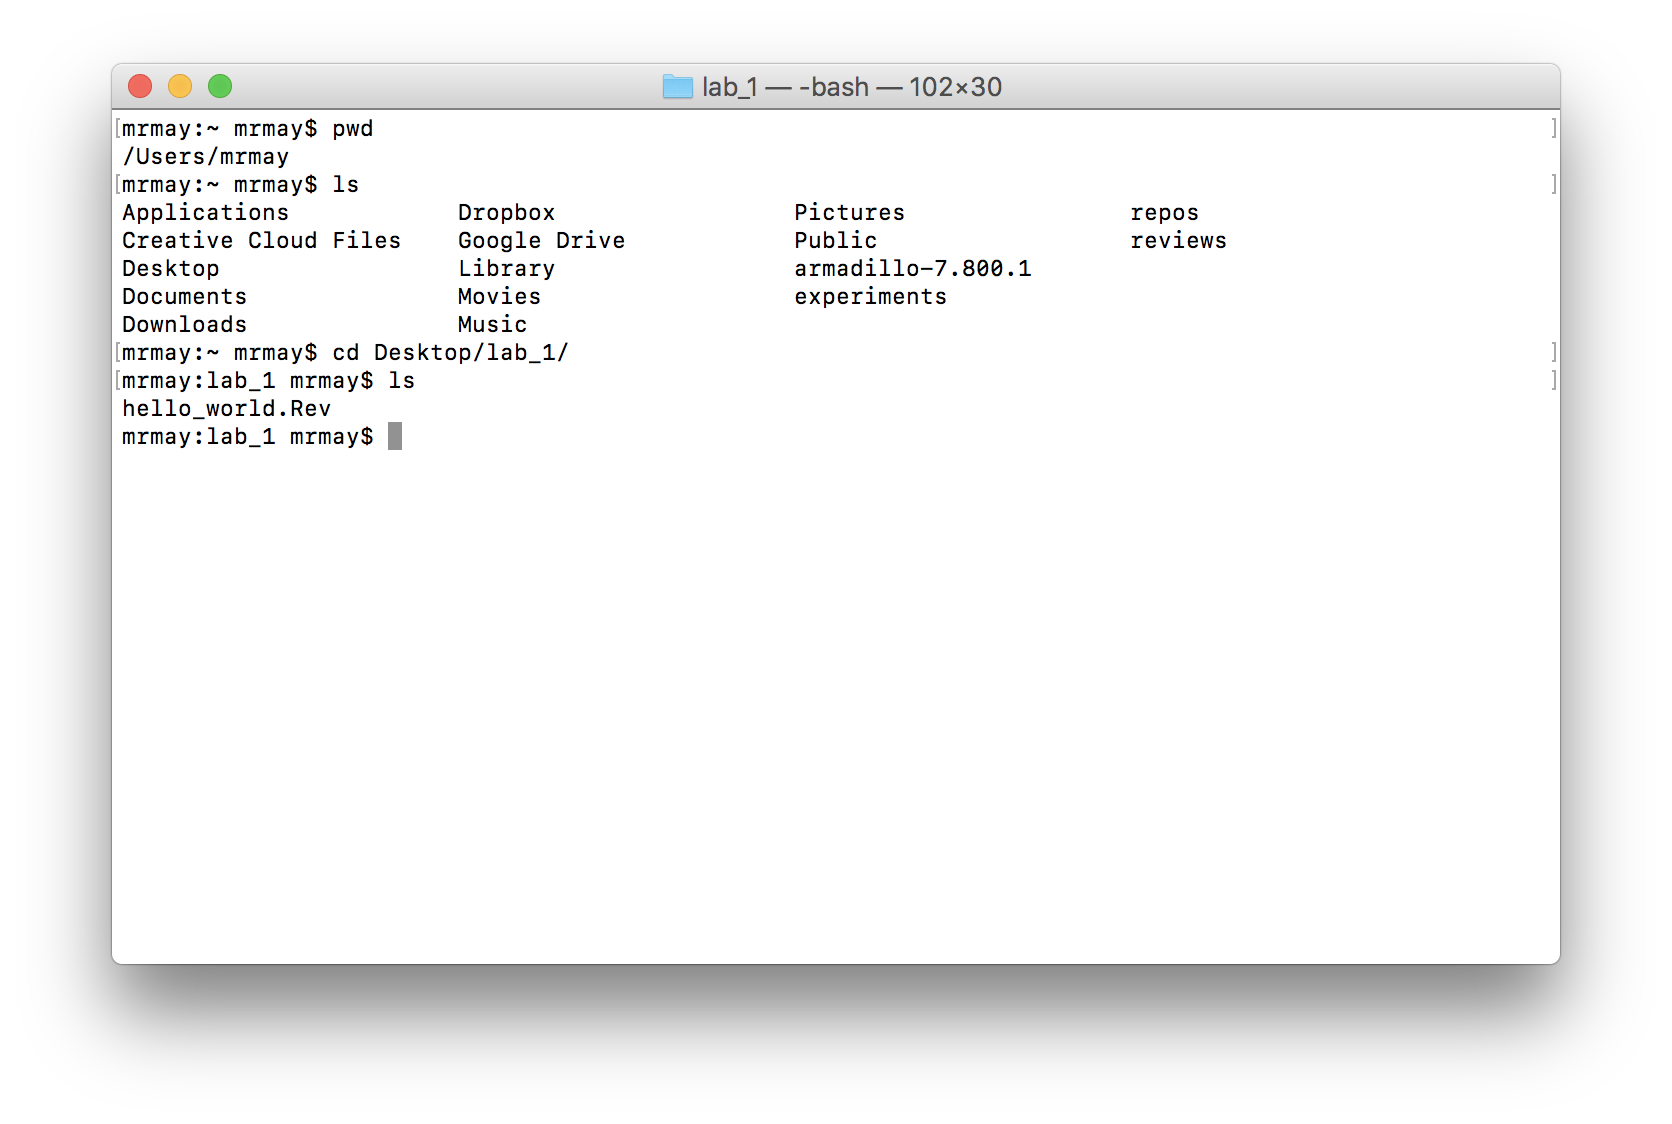 lab_1 — -bash — 102×30
[mrmay:~ mrmay$ pwd ]
/Users/mrmay
[mrmay:~ mrmay$ ls ]
Applications Dropbox Pictures repos
Creative Cloud Files Google Drive Public reviews
Desktop Library armadillo-7.800.1
Documents Movies experiments
Downloads Music
[mrmay:~ mrmay$ cd Desktop/lab_1/ ]
[mrmay:lab_1 mrmay$ ls ]
hello_world.Rev
mrmay:lab_1 mrmay$